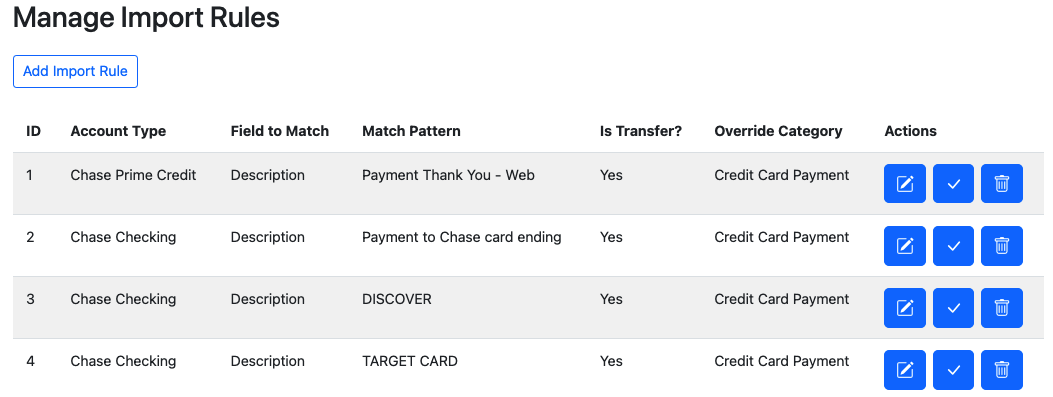 Manage Import Rules
Add Import Rule
ID Account Type Field to Match Match Pattern Is Transfer? Override Category Actions
1 Chase Prime Credit Description Payment Thank You - Web Yes Credit Card Payment
2 Chase Checking Description Payment to Chase card ending Yes Credit Card Payment
3 Chase Checking Description DISCOVER Yes Credit Card Payment
4 Chase Checking Description TARGET CARD Yes Credit Card Payment